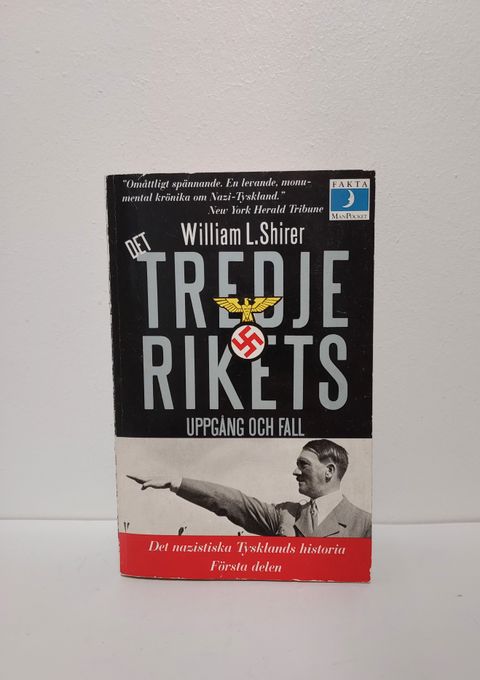 "Omåttligt spännande. En levande, monu-
mental krönika om Nazi-Tyskland."
New York Herald Tribune
FAKTA
MANPOCKET
William L. Shirer
DET
TREDJE
RIKETS
UPPGÅNG OCH FALL
Det nazistiska Tysklands historia
Första delen